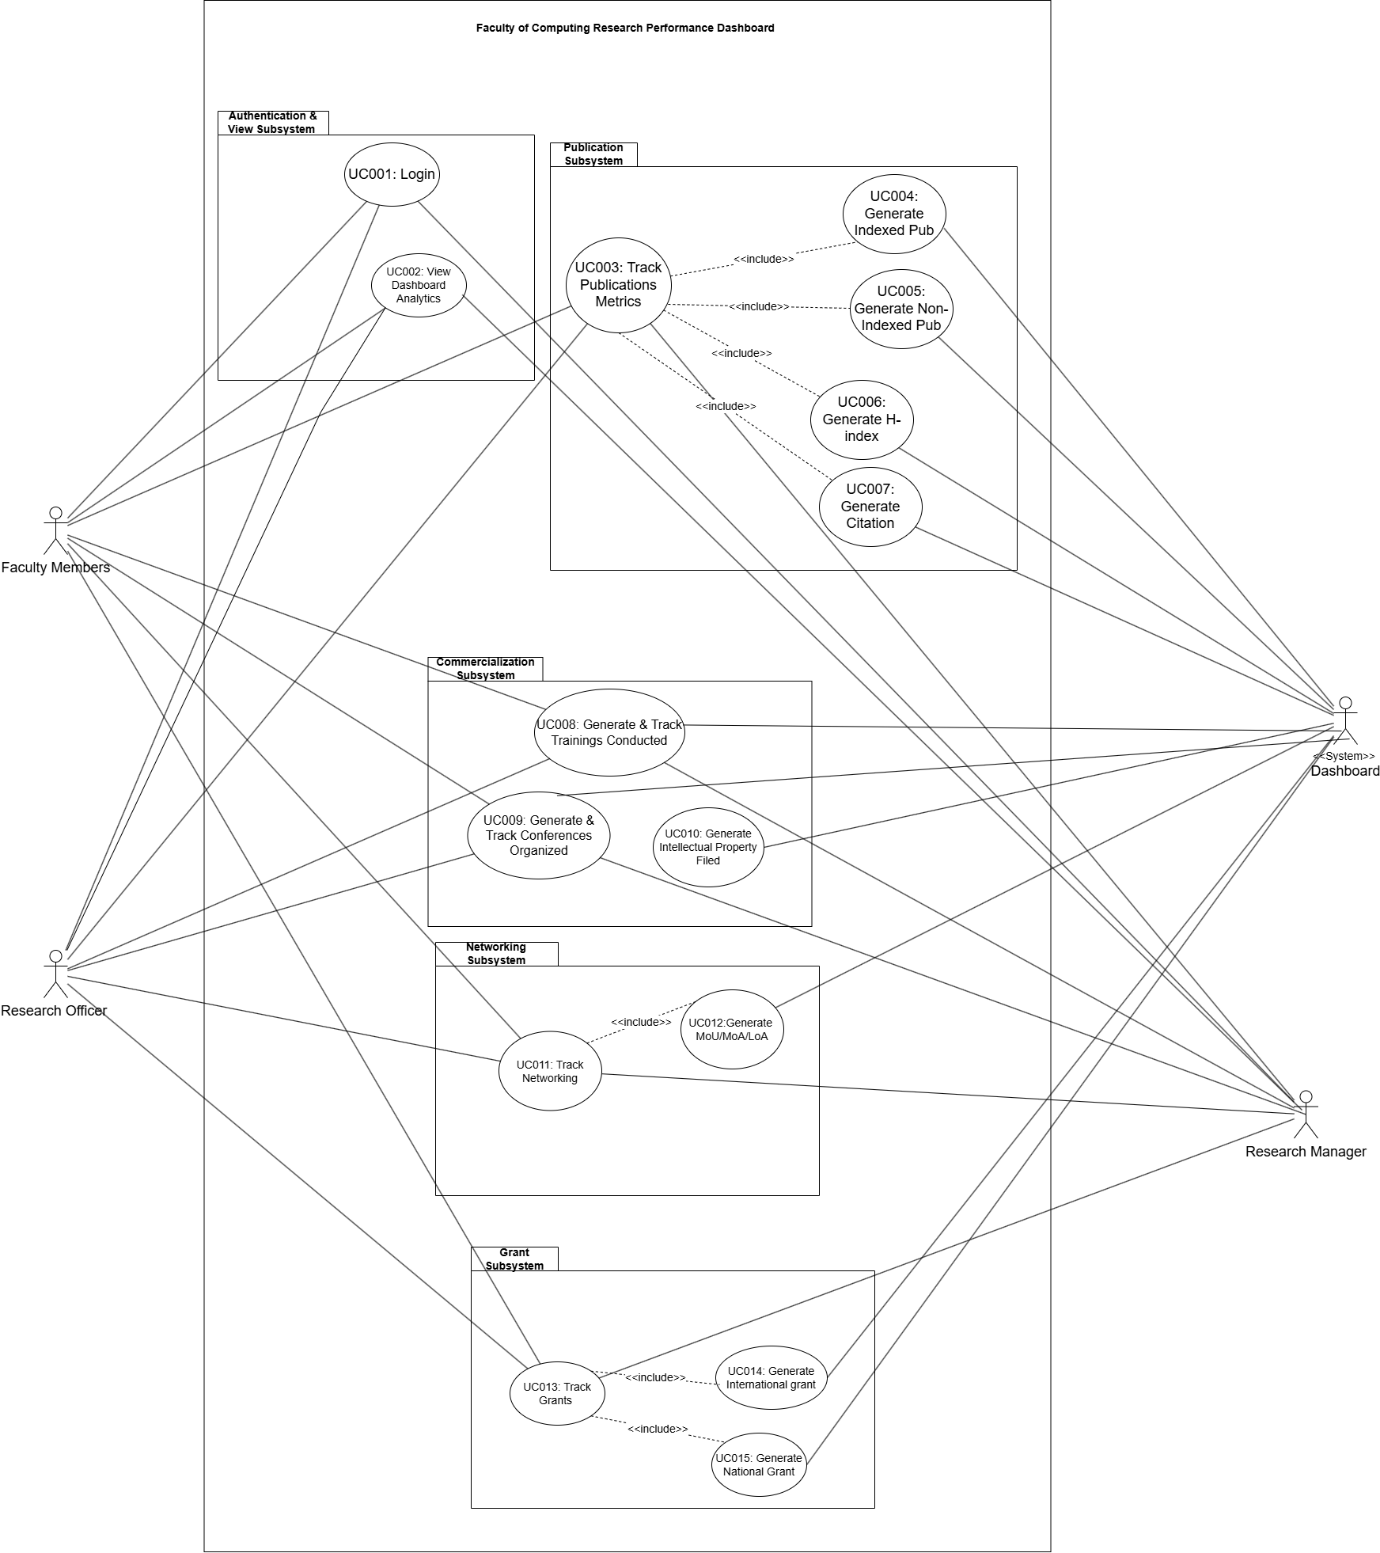 Faculty of Computing Research Performance Dashboard
Authentication &
View Subsystem
UC001: Login
UC002: View
Dashboard
Analytics
Publication
Subsystem
UC003: Track
Publications
Metrics
<<include>>
<<include>>
<<include>>
<<include>>
UC004:
Generate
Indexed Pub
UC005:
Generate Non-
Indexed Pub
UC006:
Generate H-
index
UC007:
Generate
Citation
Faculty Members
Commercialization
Subsystem
UC008: Generate & Track
Trainings Conducted
UC009: Generate &
Track Conferences
Organized
UC010: Generate
Intellectual Property
Filed
<<System>>
Dashboard
Networking
Subsystem
Research Officer
<<include>>
UC012:Generate
MoU/MoA/LoA
UC011: Track
Networking
Research Manager
Grant
Subsystem
UC013: Track
Grants
<<include>>
<<include>>
UC014: Generate
International grant
UC015: Generate
National Grant